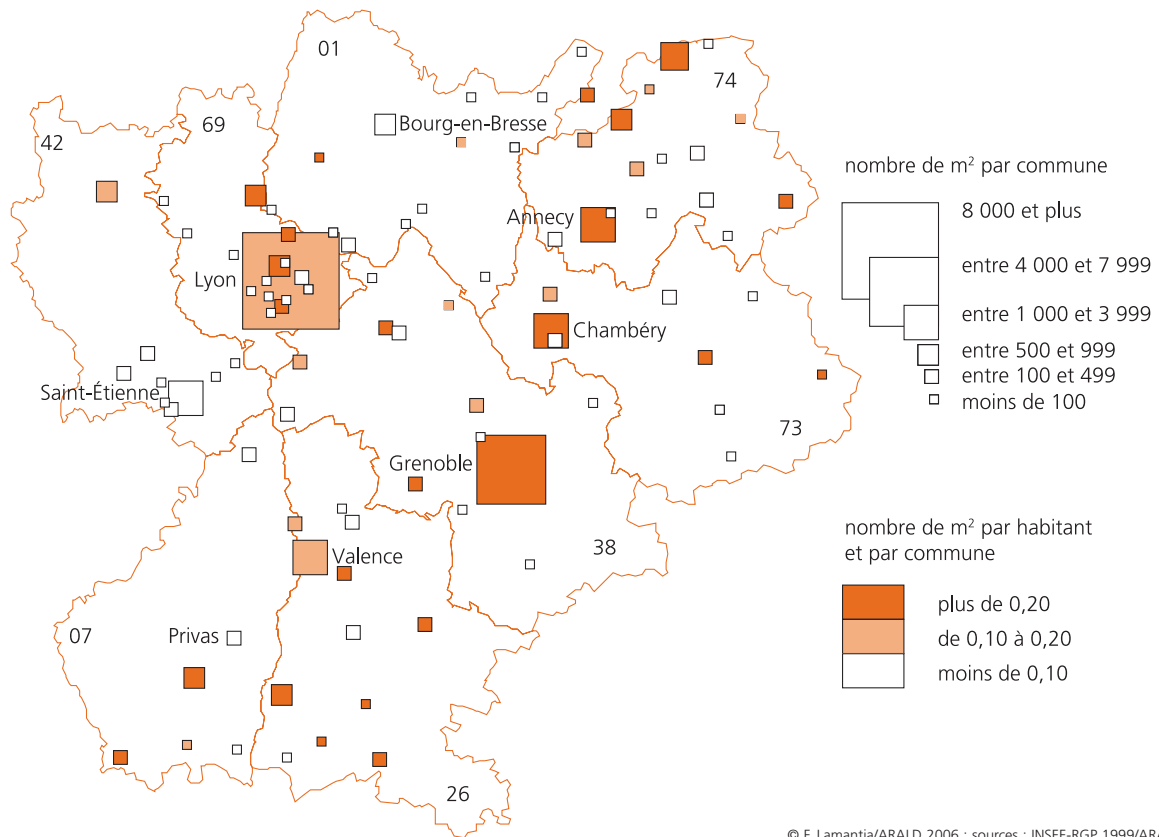 01
74
42
69
Bourg-en-Bresse
nombre de m² par commune
8 000 et plus
entre 4 000 et 7 999
entre 1 000 et 3 999
entre 500 et 999
entre 100 et 499
moins de 100
Annecy
Lyon
Chambéry
Saint-Étienne
73
Grenoble
38
Valence
nombre de m² par habitant
et par commune
plus de 0,20
de 0,10 à 0,20
moins de 0,10
07
Privas
26
© F. Lamantia/ARALD 2006 ; sources : INSEE-RGP 1999/